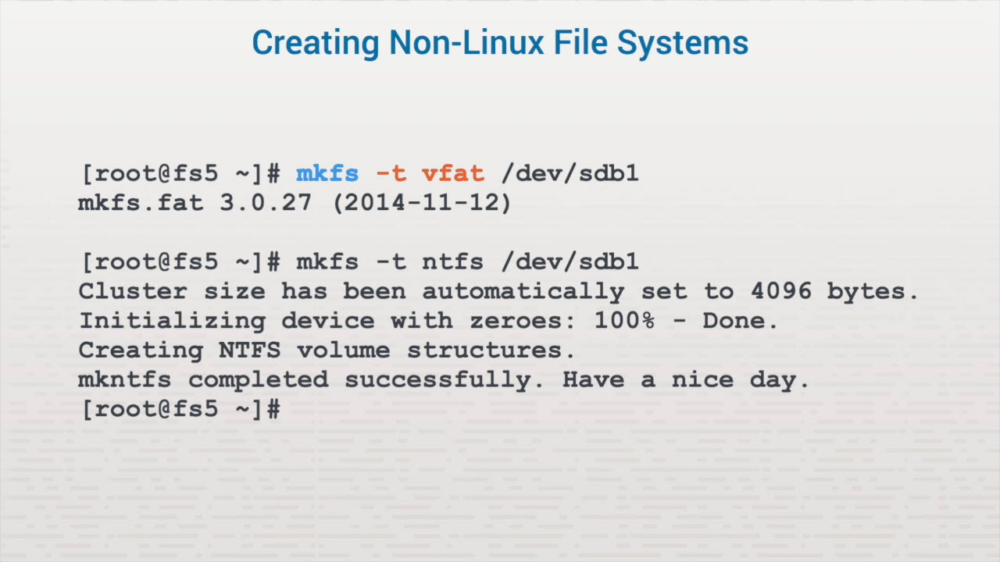 Creating Non-Linux File Systems
[root@fs5 ~]# mkfs -t vfat /dev/sdb1
mkfs.fat 3.0.27 (2014-11-12)
[root@fs5 ~]# mkfs -t ntfs /dev/sdb1
Cluster size has been automatically set to 4096 bytes.
Initializing device with zeroes: 100% - Done.
Creating NTFS volume structures.
mkntfs completed successfully. Have a nice day.
[root@fs5 ~]#